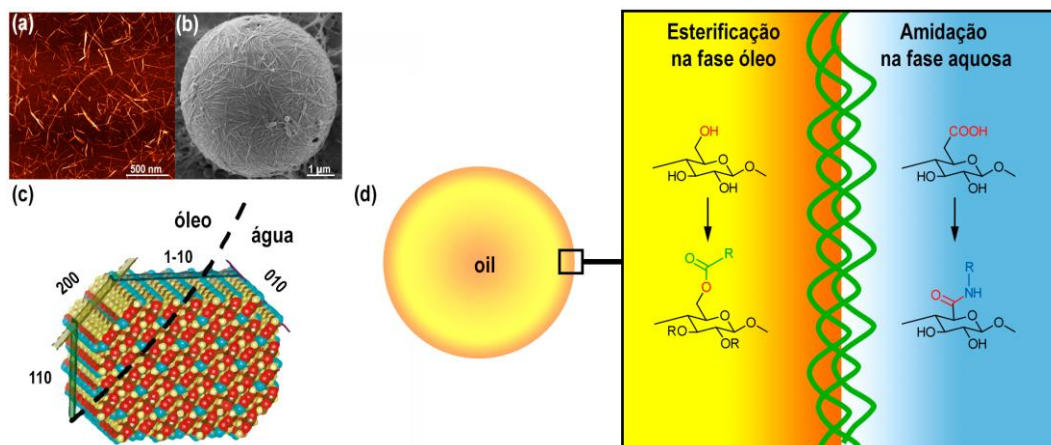 (a)
500 nm
(b)
1 µm
(c)
óleo
água
200
1-10
010
110
(d)
oil
Esterificação
na fase óleo
OH
O
HO
OH
O
O
R
O
O
RO
OR
O
Amidação
na fase aquosa
COOH
O
HO
OH
O
R
O
NH
O
HO
OH
O